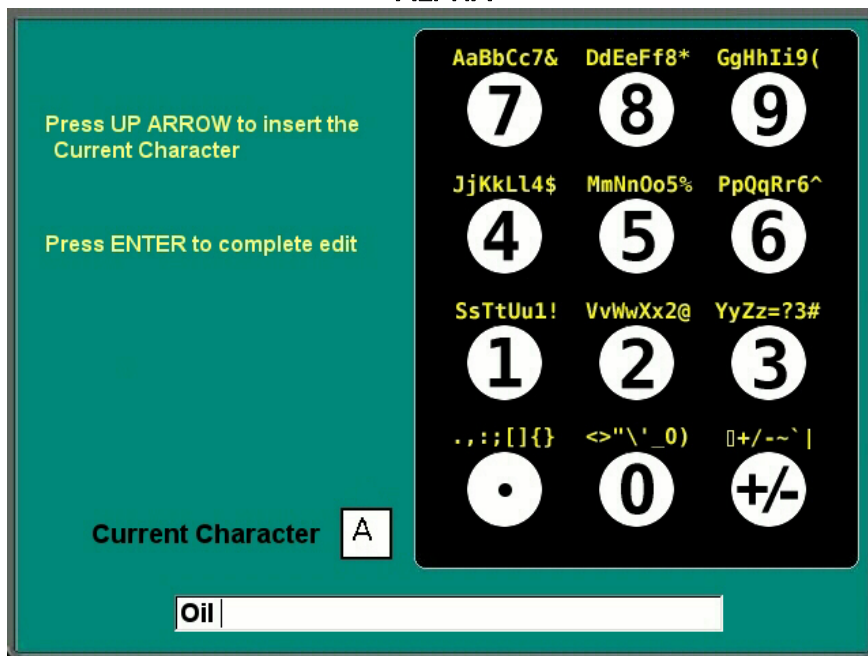 Press UP ARROW to insert the
Current Character
Press ENTER to complete edit
AaBbCc7& DdEeFf8* GgHhIi9(
7 8 9
JjKkLl4$ MmNnOo5% PpQqRr6^
4 5 6
SsTtUu1! VvWwXx2@ YyZz=?3#
1 2 3
.,:;[]{} <>"\'_0) ▯+/-~`|
• 0 +/-
Current Character A
Oil